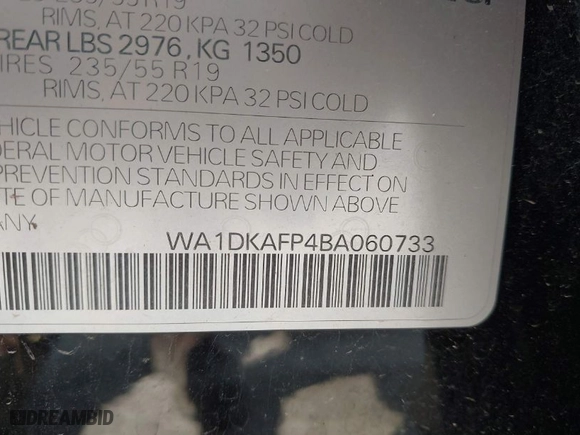 RIMS, AT 220 KPA 32 PSI COLD
REAR LBS 2976, KG 1350
IRES 235/55 R19
RIMS, AT 220 KPA 32 PSI COLD
HICLE CONFORMS TO ALL APPLICABLE
DERAL MOTOR VEHICLE SAFETY AND
PREVENTION STANDARDS IN EFFECT ON
TE OF MANUFACTURE SHOWN ABOVE
ANY.
WA1DKAFP4BA060733
DREAMBID